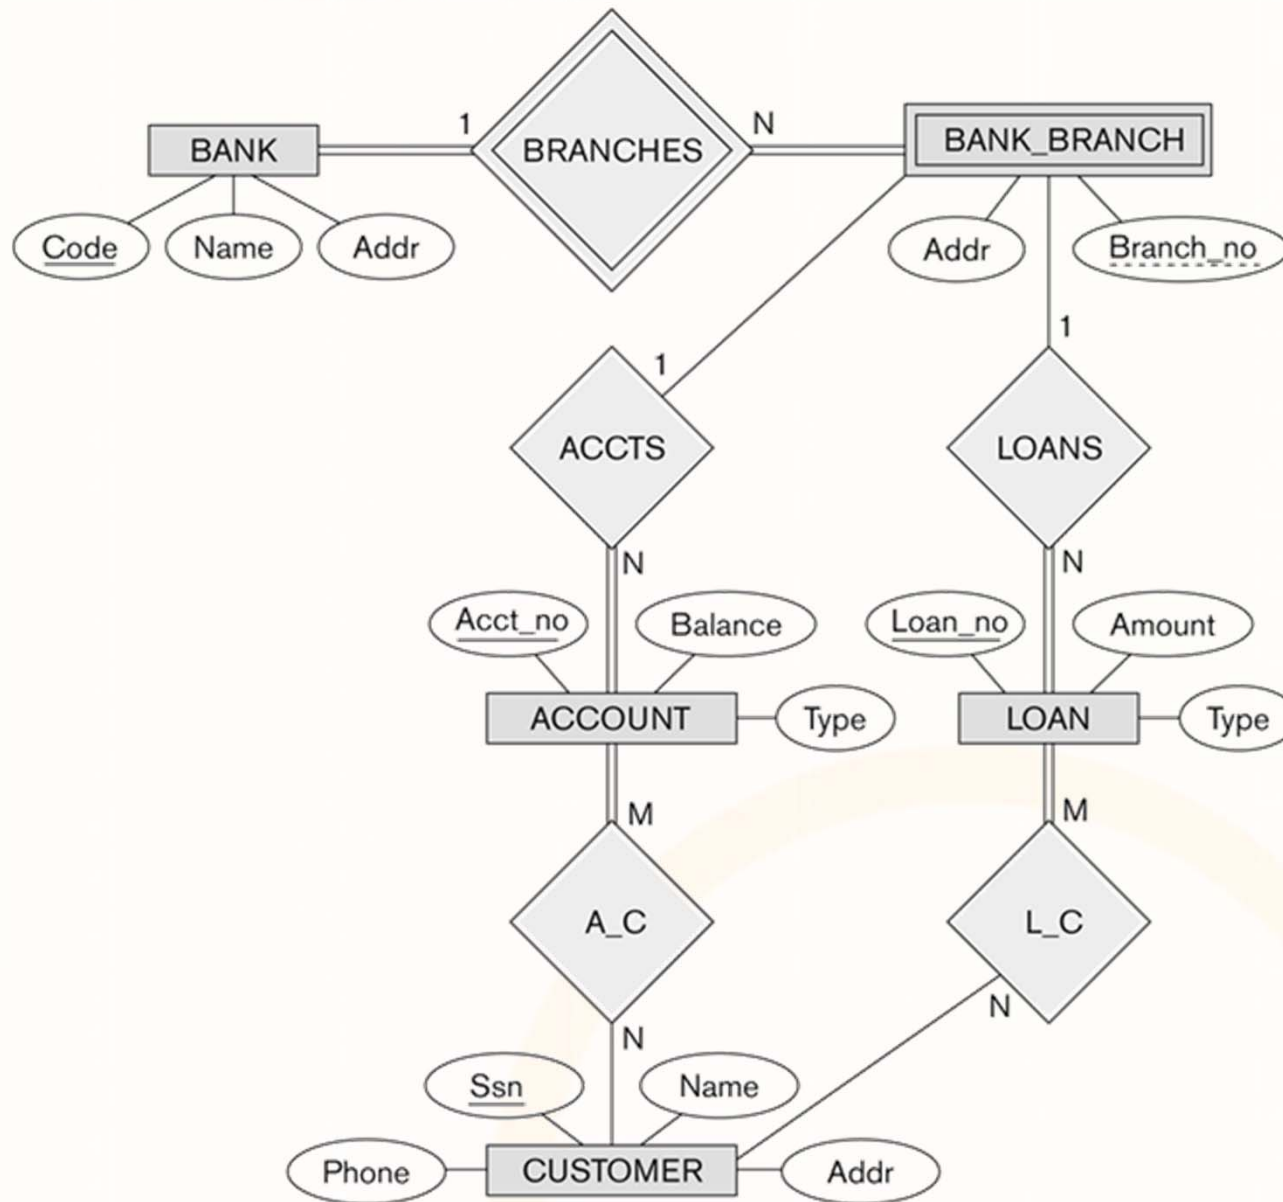 1
N
BANK
BRANCHES
BANK_BRANCH
Code
Name
Addr
Addr
Branch_no
1
1
ACCTS
LOANS
N
N
Acct_no
Balance
Loan_no
Amount
ACCOUNT
Type
LOAN
Type
M
M
A_C
L_C
N
N
Ssn
Name
Phone
CUSTOMER
Addr